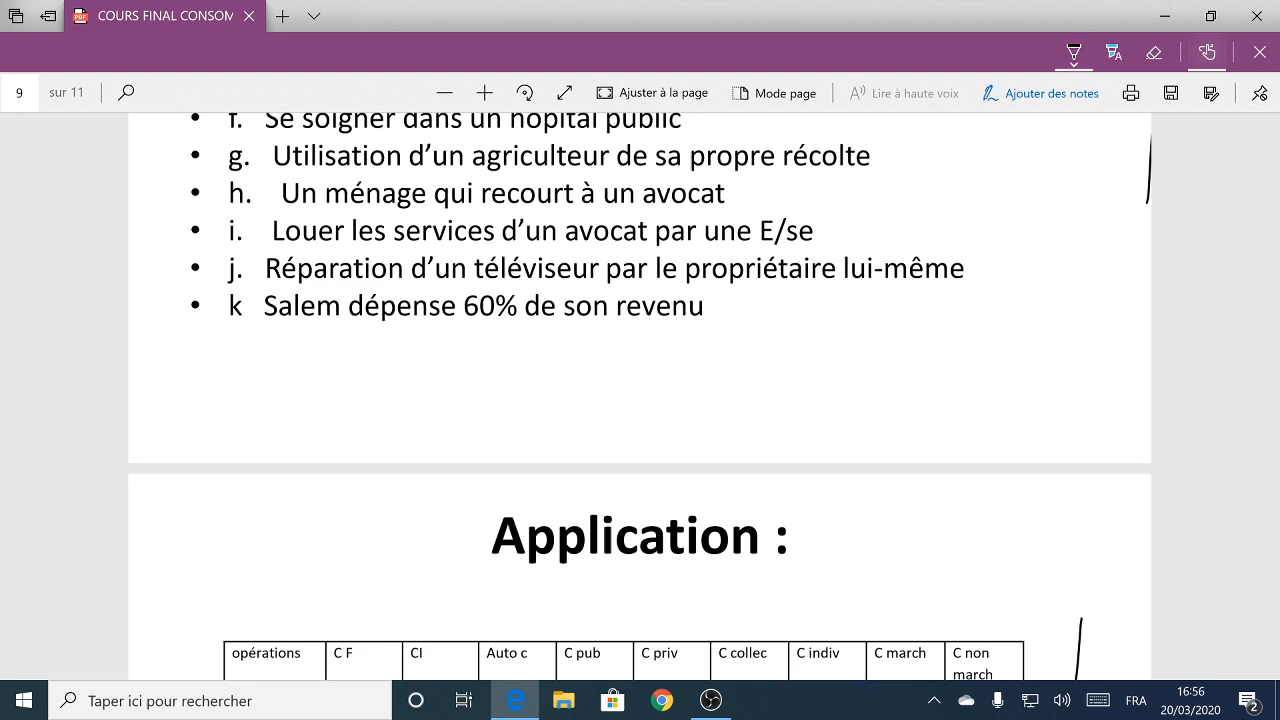 COURS FINAL CONSOM
9 sur 11
Ajuster à la page
Mode page
Lire à haute voix
Ajouter des notes
• f. Se soigner dans un hôpital public
• g. Utilisation d’un agriculteur de sa propre récolte
• h. Un ménage qui recourt à un avocat
• i. Louer les services d’un avocat par une E/se
• j. Réparation d’un téléviseur par le propriétaire lui-même
• k Salem dépense 60% de son revenu
Application :
opérations C F CI Auto c C pub C priv C collec C indiv C march C non
march
Taper ici pour rechercher
FRA
16:56
20/03/2020
2